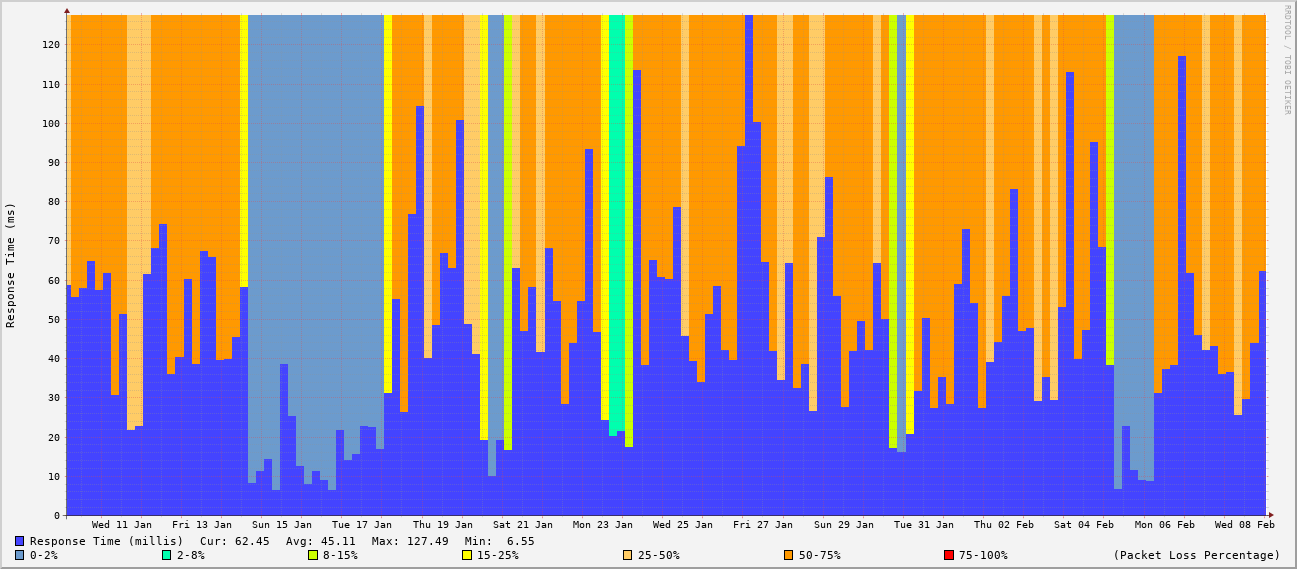 RRDTOOL / TOBI OETIKER
Response Time (ms)
120
110
100
90
80
70
60
50
40
30
20
10
0
Wed 11 Jan Fri 13 Jan Sun 15 Jan Tue 17 Jan Thu 19 Jan Sat 21 Jan Mon 23 Jan Wed 25 Jan Fri 27 Jan Sun 29 Jan Tue 31 Jan Thu 02 Feb Sat 04 Feb Mon 06 Feb Wed 08 Feb
Response Time (millis) Cur: 62.45 Avg: 45.11 Max: 127.49 Min: 6.55
0-2% 2-8% 8-15% 15-25% 25-50% 50-75% 75-100% (Packet Loss Percentage)